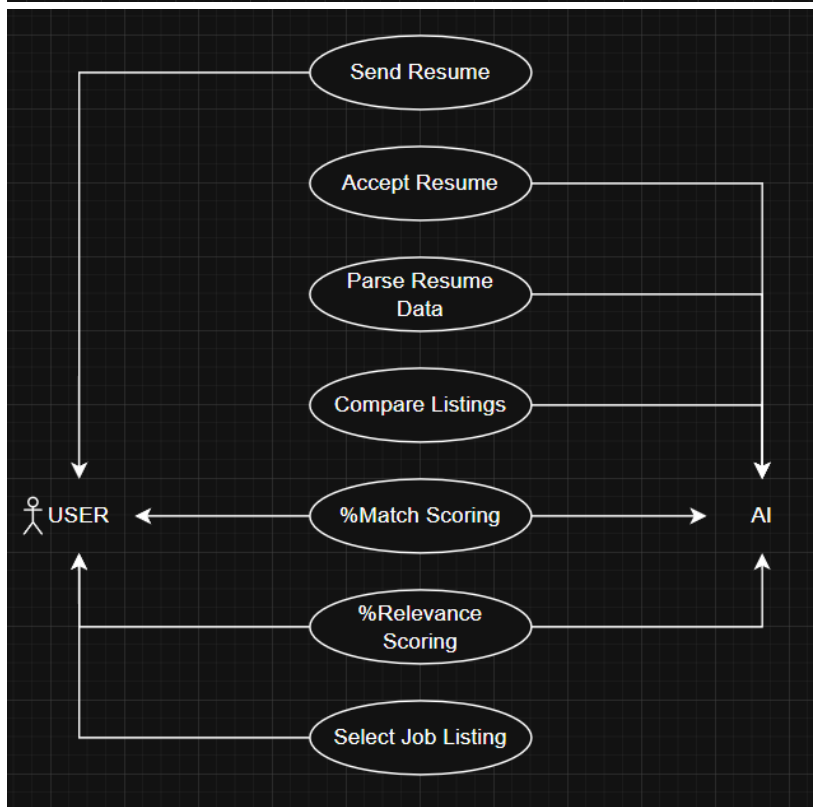 Send Resume
Accept Resume
Parse Resume
Data
Compare Listings
USER
%Match Scoring
AI
%Relevance
Scoring
Select Job Listing